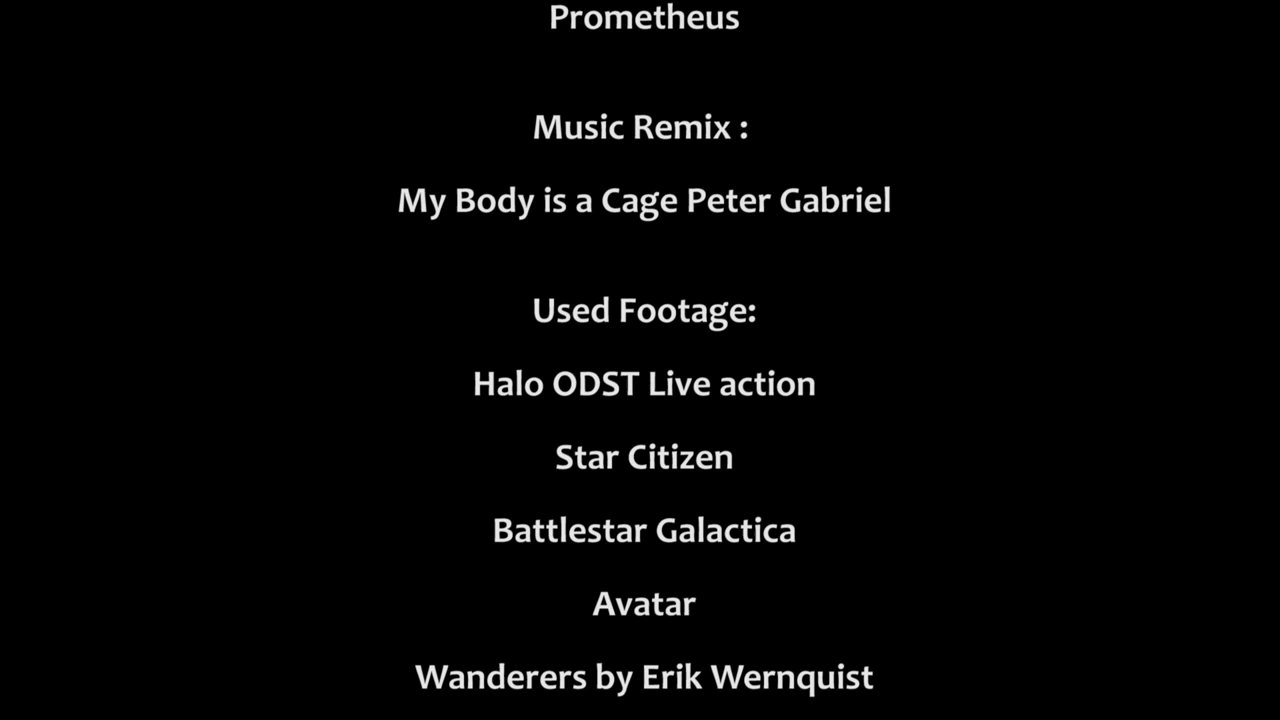 Prometheus
Music Remix :
My Body is a Cage Peter Gabriel
Used Footage:
Halo ODST Live action
Star Citizen
Battlestar Galactica
Avatar
Wanderers by Erik Wernquist